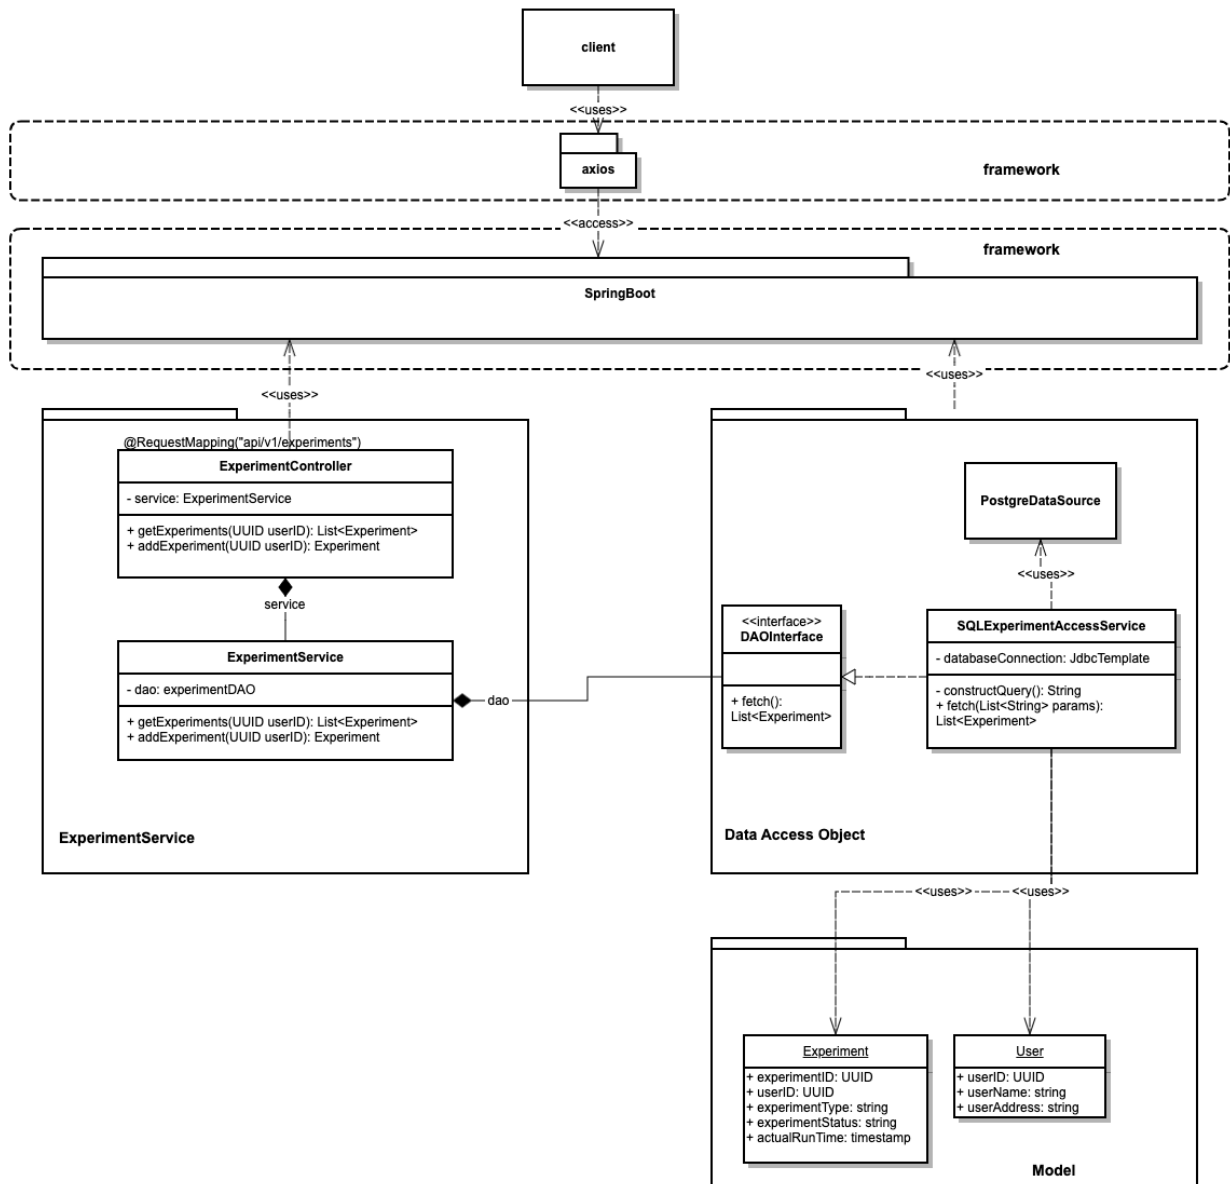 client
<<uses>>
axios
framework
<<access>>
framework
SpringBoot
<<uses>>
<<uses>>
@RequestMapping("api/v1/experiments")
ExperimentController
- service: ExperimentService
+ getExperiments(UUID userID): List<Experiment>
+ addExperiment(UUID userID): Experiment
service
ExperimentService
- dao: experimentDAO
+ getExperiments(UUID userID): List<Experiment>
+ addExperiment(UUID userID): Experiment
dao
ExperimentService
PostgreDataSource
<<uses>>
<<interface>>
DAOInterface
+ fetch():
List<Experiment>
SQLExperimentAccessService
- databaseConnection: JdbcTemplate
- constructQuery(): String
+ fetch(List<String> params):
List<Experiment>
Data Access Object
<<uses>>
<<uses>>
Experiment
+ experimentID: UUID
+ userID: UUID
+ experimentType: string
+ experimentStatus: string
+ actualRunTime: timestamp
User
+ userID: UUID
+ userName: string
+ userAddress: string
Model